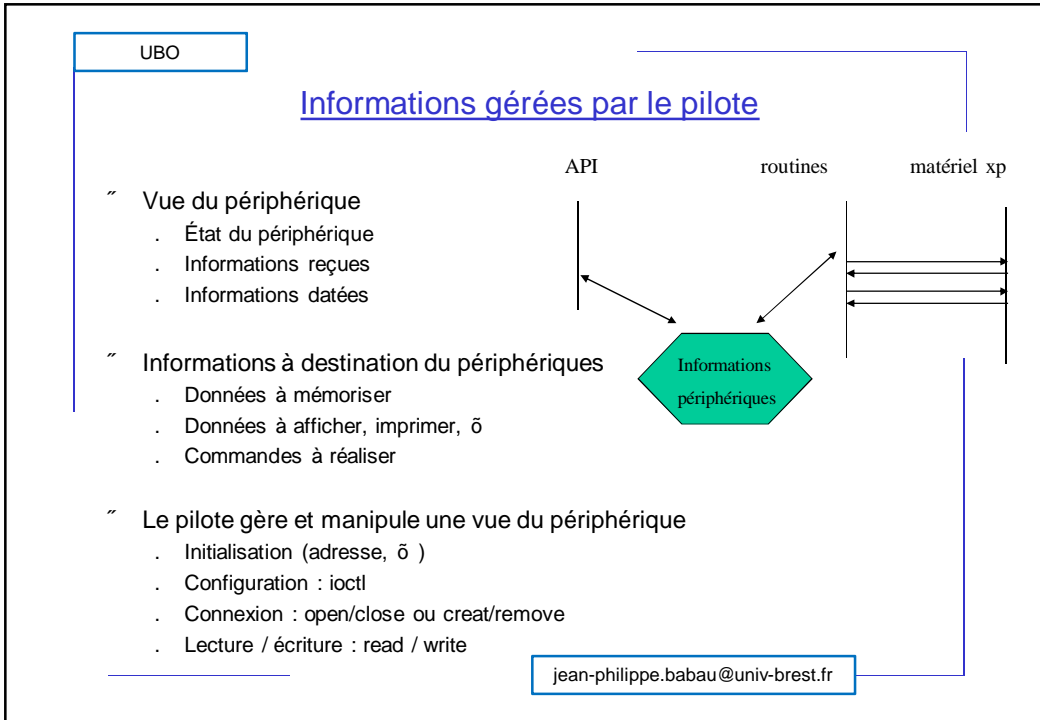 UBO
Informations gérées par le pilote
API routines matériel xp
˝ Vue du périphérique
. État du périphérique
. Informations reçues
. Informations datées
˝ Informations à destination du périphériques
. Données à mémoriser
. Données à afficher, imprimer, õ
. Commandes à réaliser
Informations
périphériques
˝ Le pilote gère et manipule une vue du périphérique
. Initialisation (adresse, õ )
. Configuration : ioctl
. Connexion : open/close ou creat/remove
. Lecture / écriture : read / write
jean-philippe.babau@univ-brest.fr